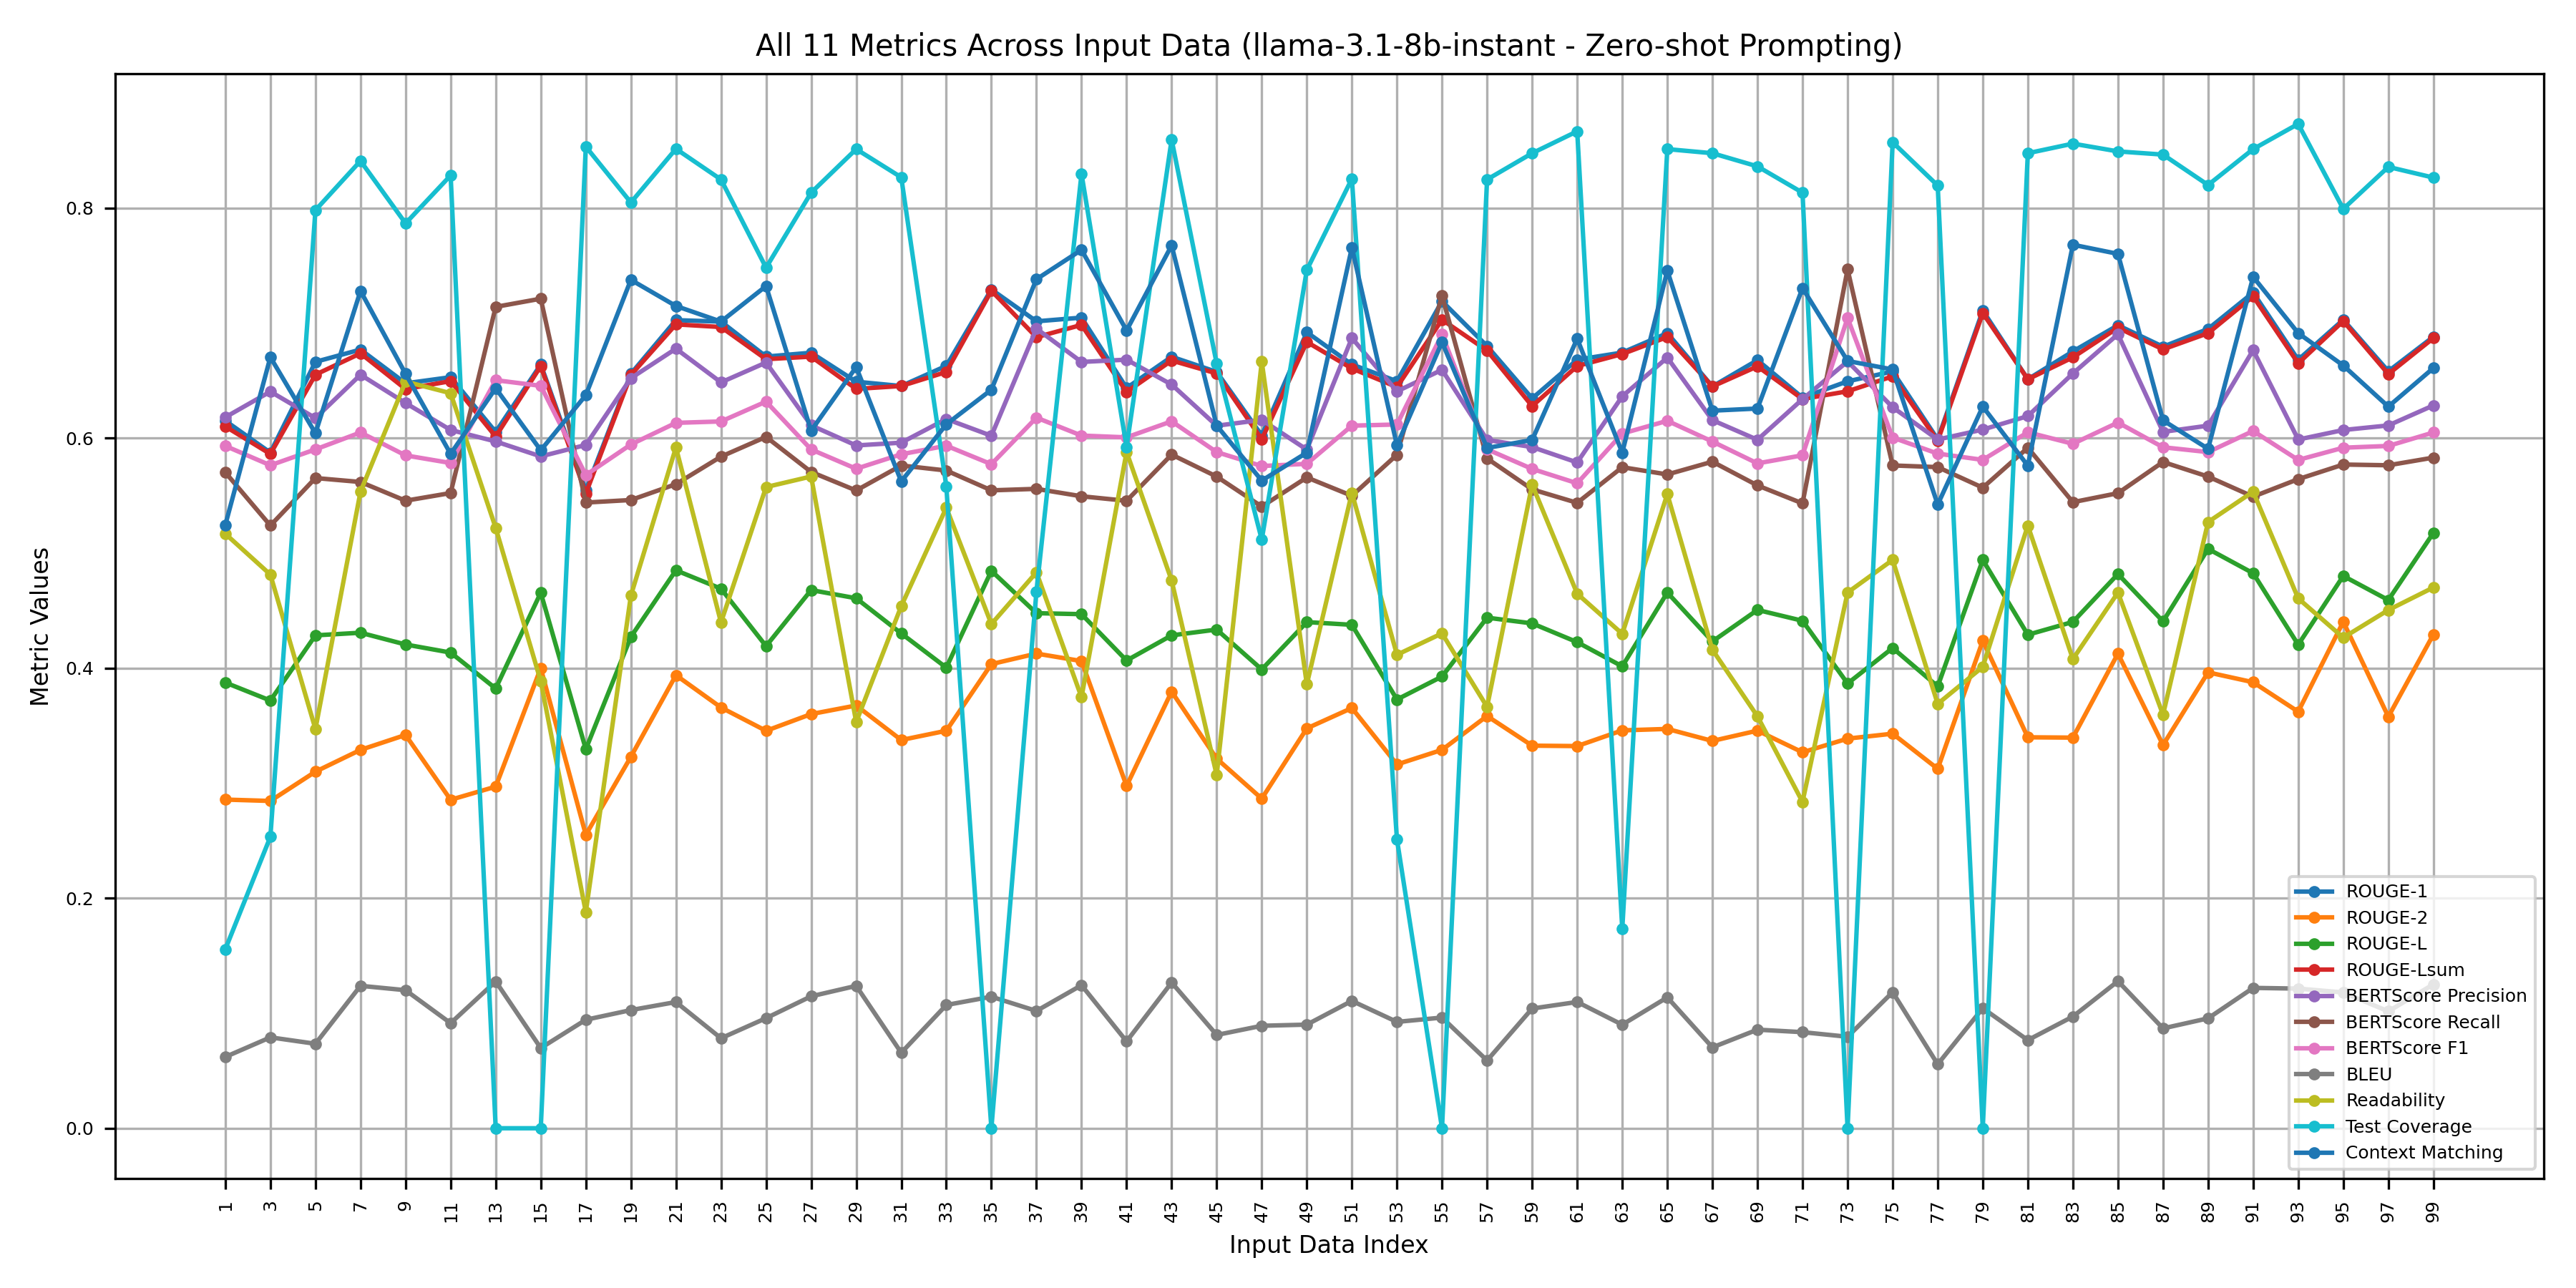 All 11 Metrics Across Input Data (llama-3.1-8b-instant - Zero-shot Prompting)
Metric Values
0.8
0.6
0.4
0.2
0.0
ROUGE-1
ROUGE-2
ROUGE-L
ROUGE-Lsum
BERTScore Precision
BERTScore Recall
BERTScore F1
BLEU
Readability
Test Coverage
Context Matching
1 3 5 7 9 11 13 15 17 19 21 23 25 27 29 31 33 35 37 39 41 43 45 47 49 51 53 55 57 59 61 63 65 67 69 71 73 75 77 79 81 83 85 87 89 91 93 95 97 99
Input Data Index